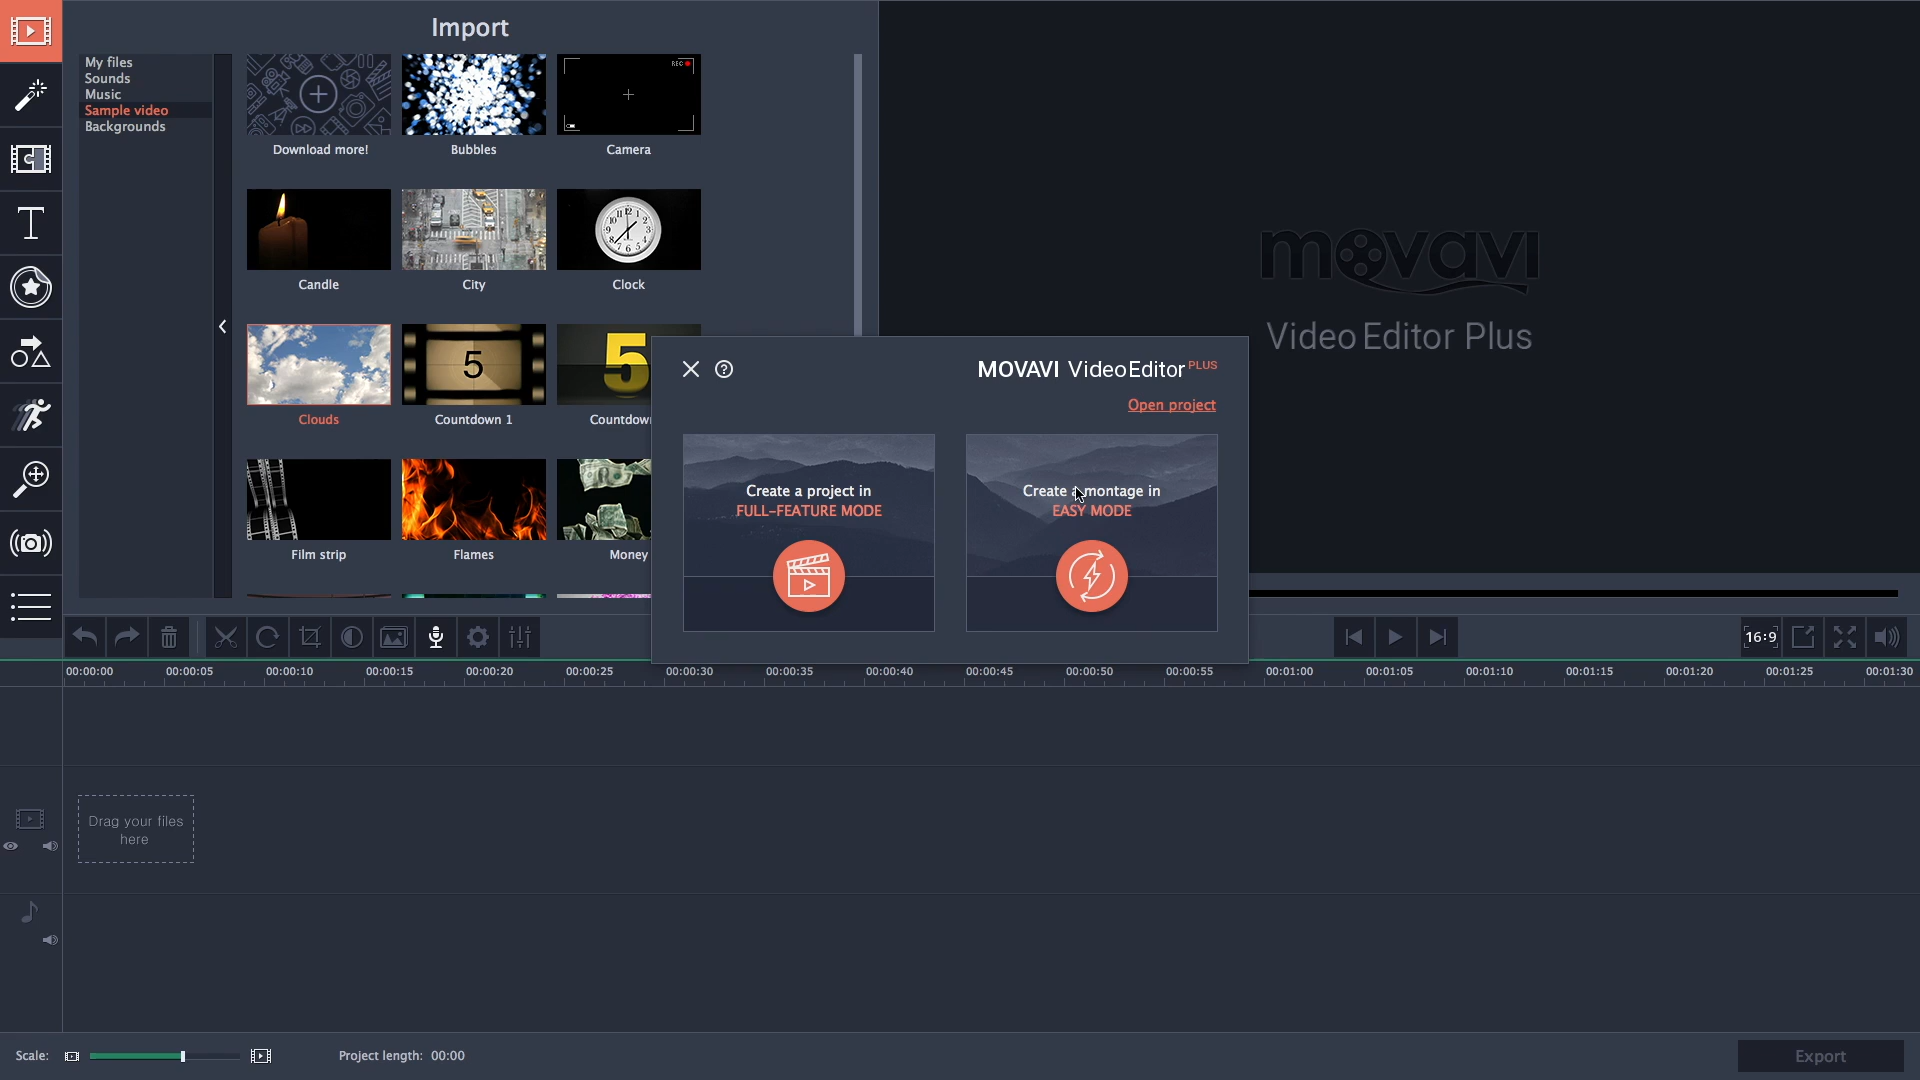 Import
My files
Sounds
Music
Sample video
Backgrounds
Download more!
Bubbles
REC
Camera
Candle
City
Clock
5
5
Clouds
Countdown 1
Countdown
Film strip
Flames
Money
movavi
Video Editor Plus
MOVAVI VideoEditor PLUS
Open project
Create a project in
FULL-FEATURE MODE
Create a montage in
EASY MODE
16:9
00:00:00 00:00:05 00:00:10 00:00:15 00:00:20 00:00:25 00:00:30 00:00:35 00:00:40 00:00:45 00:00:50 00:00:55 00:01:00 00:01:05 00:01:10 00:01:15 00:01:20 00:01:25 00:01:30
Drag your files
here
Scale:
Project length: 00:00
Export